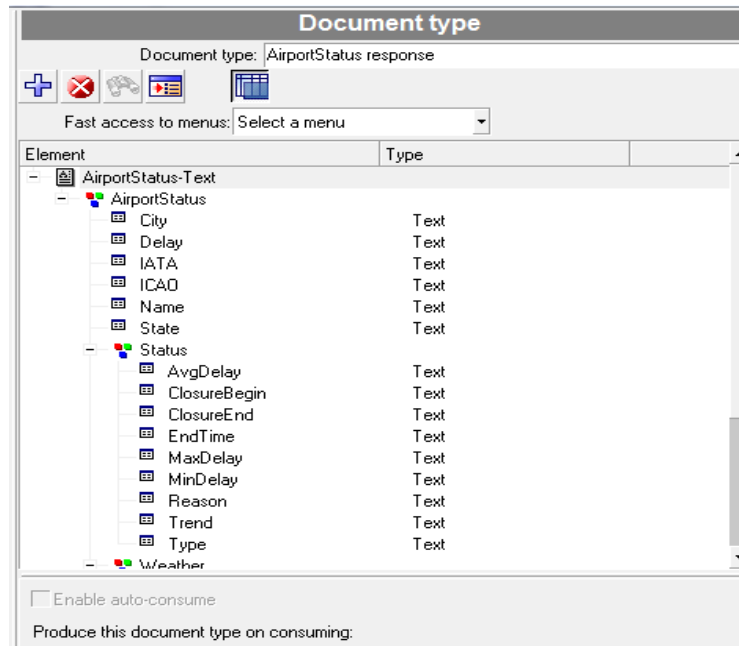 Document type
Document type: AirportStatus response
Fast access to menus: Select a menu
Element Type
AirportStatus-Text
AirportStatus
City Text
Delay Text
IATA Text
ICAO Text
Name Text
State Text
Status
AvgDelay Text
ClosureBegin Text
ClosureEnd Text
EndTime Text
MaxDelay Text
MinDelay Text
Reason Text
Trend Text
Type Text
Weather
Enable auto-consume
Produce this document type on consuming: